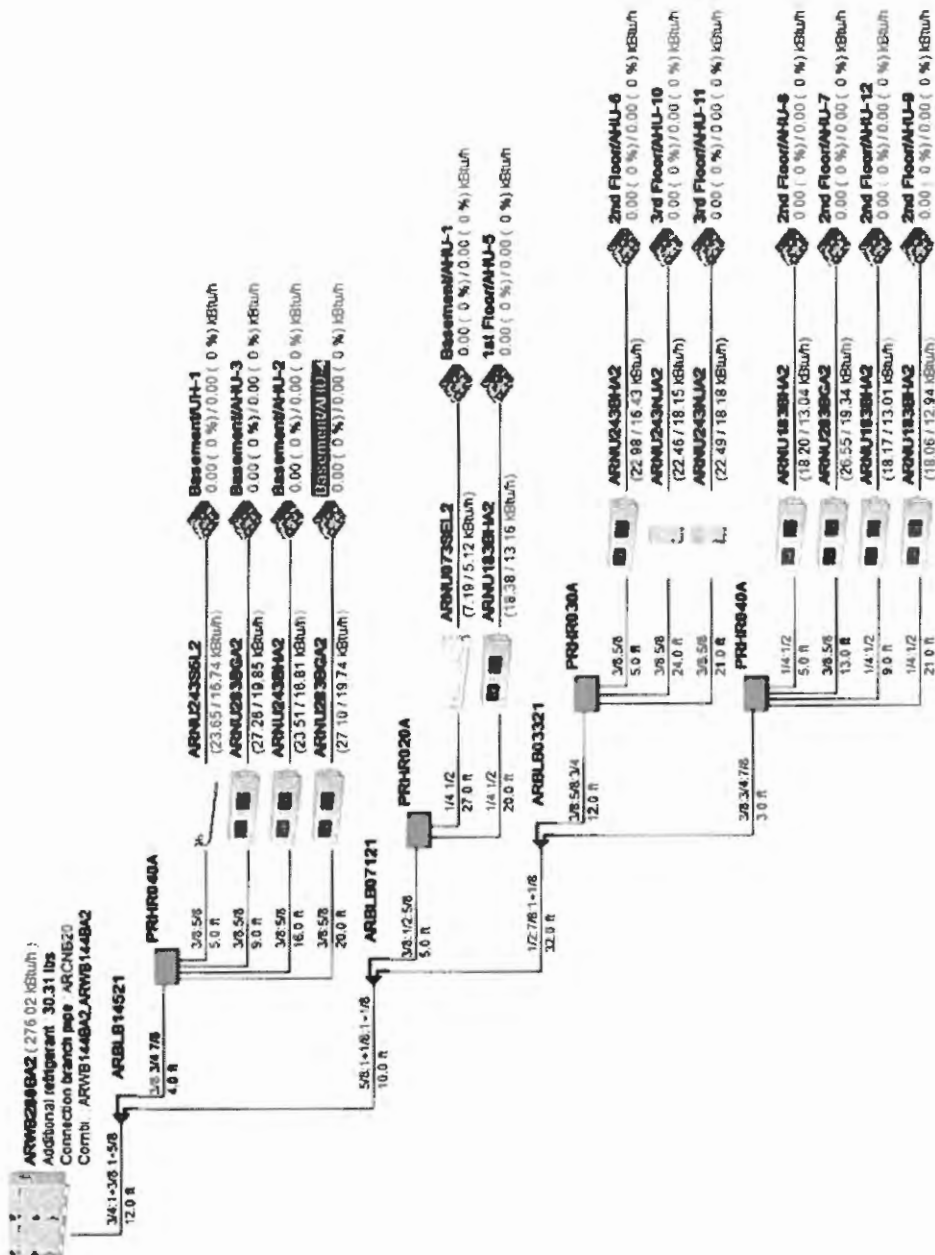 ARWB288BA2 (276.02 kBtu/h)
Additional refrigerant 30.31 lbs
Connection branch pipe : ARCNB20
Combi : ARWB144BA2,ARWB144BA2
3/4:1+3/8:1+5/8
12.0 ft
ARBLB14521
3/8:3/4:7/8
4.0 ft
PRHR040A
3/8:5/8
5.0 ft
ARNU243S5L2
(23.65 / 16.74 kBtu/h)
Basement/UH-1
0.00 ( 0 %) / 0.00 ( 0 %) kBtu/h
3/8:5/8
9.0 ft
ARNU283BGA2
(27.26 / 19.85 kBtu/h)
Basement/AHU-3
0.00 ( 0 %) / 0.00 ( 0 %) kBtu/h
3/8:5/8
16.0 ft
ARNU243BHA2
(23.51 / 16.81 kBtu/h)
Basement/AHU-2
0.00 ( 0 %) / 0.00 ( 0 %) kBtu/h
3/8:5/8
20.0 ft
ARNU283BGA2
(27.10 / 19.74 kBtu/h)
Basement/AHU-4
0.00 ( 0 %) / 0.00 ( 0 %) kBtu/h
5/8:1+1/8:1+1/8
10.0 ft
ARBLB07121
3/8:1/2:5/8
5.0 ft
PRHR020A
1/4:1/2
27.0 ft
ARNU073SEL2
(7.19 / 5.12 kBtu/h)
Basement/AHU-1
0.00 ( 0 %) / 0.00 ( 0 %) kBtu/h
1/4:1/2
20.0 ft
ARNU183BHA2
(18.38 / 13.16 kBtu/h)
1st Floor/AHU-5
0.00 ( 0 %) / 0.00 ( 0 %) kBtu/h
1/2:7/8:1+1/8
32.0 ft
ARBLB03321
3/8:5/8:3/4
12.0 ft
PRHR030A
3/8:5/8
5.0 ft
ARNU243BHA2
(22.98 / 16.43 kBtu/h)
2nd Floor/AHU-6
0.00 ( 0 %) / 0.00 ( 0 %) kBtu/h
3/8:5/8
24.0 ft
ARNU243NJA2
(22.46 / 18.15 kBtu/h)
3rd Floor/AHU-10
0.00 ( 0 %) / 0.00 ( 0 %) kBtu/h
3/8:5/8
21.0 ft
ARNU243NJA2
(22.49 / 18.18 kBtu/h)
3rd Floor/AHU-11
0.00 ( 0 %) / 0.00 ( 0 %) kBtu/h
3/8:3/4:7/8
3.0 ft
PRHR040A
1/4:1/2
5.0 ft
ARNU183BHA2
(18.20 / 13.04 kBtu/h)
2nd Floor/AHU-8
0.00 ( 0 %) / 0.00 ( 0 %) kBtu/h
3/8:5/8
13.0 ft
ARNU283BGA2
(26.55 / 19.34 kBtu/h)
2nd Floor/AHU-7
0.00 ( 0 %) / 0.00 ( 0 %) kBtu/h
1/4:1/2
9.0 ft
ARNU183BHA2
(18.17 / 13.01 kBtu/h)
2nd Floor/AHU-12
0.00 ( 0 %) / 0.00 ( 0 %) kBtu/h
1/4:1/2
21.0 ft
ARNU183BHA2
(18.06 / 12.94 kBtu/h)
2nd Floor/AHU-9
0.00 ( 0 %) / 0.00 ( 0 %) kBtu/h